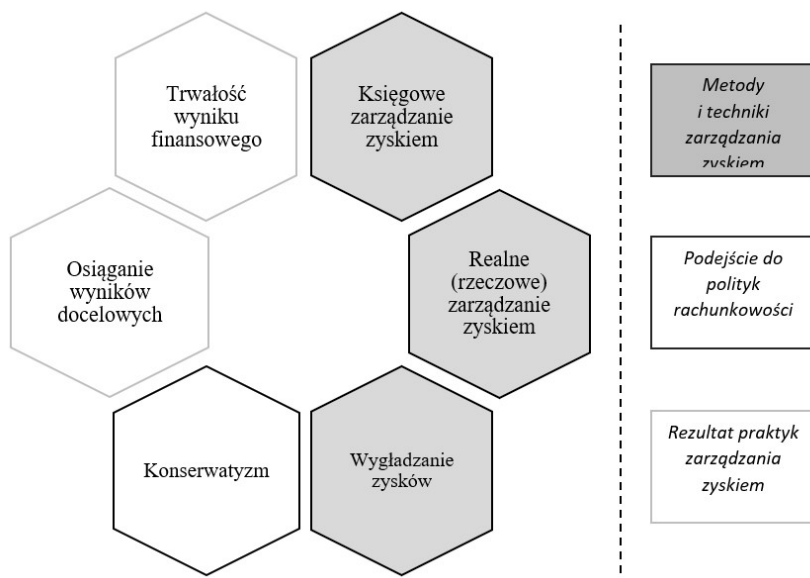 Trwałość
wyniku
finansowego
Księgowe
zarządzanie
zyskiem
Osiąganie
wyników
docelowych
Realne
(rzeczowe)
zarządzanie
zyskiem
Konserwatyzm
Wygładzanie
zysków
Metody
i techniki
zarządzania
zyskiem
Podejście do
polityk
rachunkowości
Rezultat praktyk
zarządzania
zyskiem